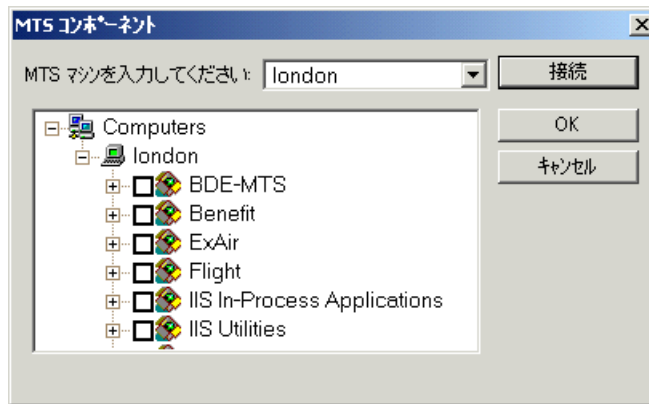 MTS ｺﾝﾎﾟｰﾈﾝﾄ
MTS ﾏｼﾝを入力してください: london
接続
Computers
OK
london
ｷｬﾝｾﾙ
BDE-MTS
Benefit
ExAir
Flight
IIS In-Process Applications
IIS Utilities